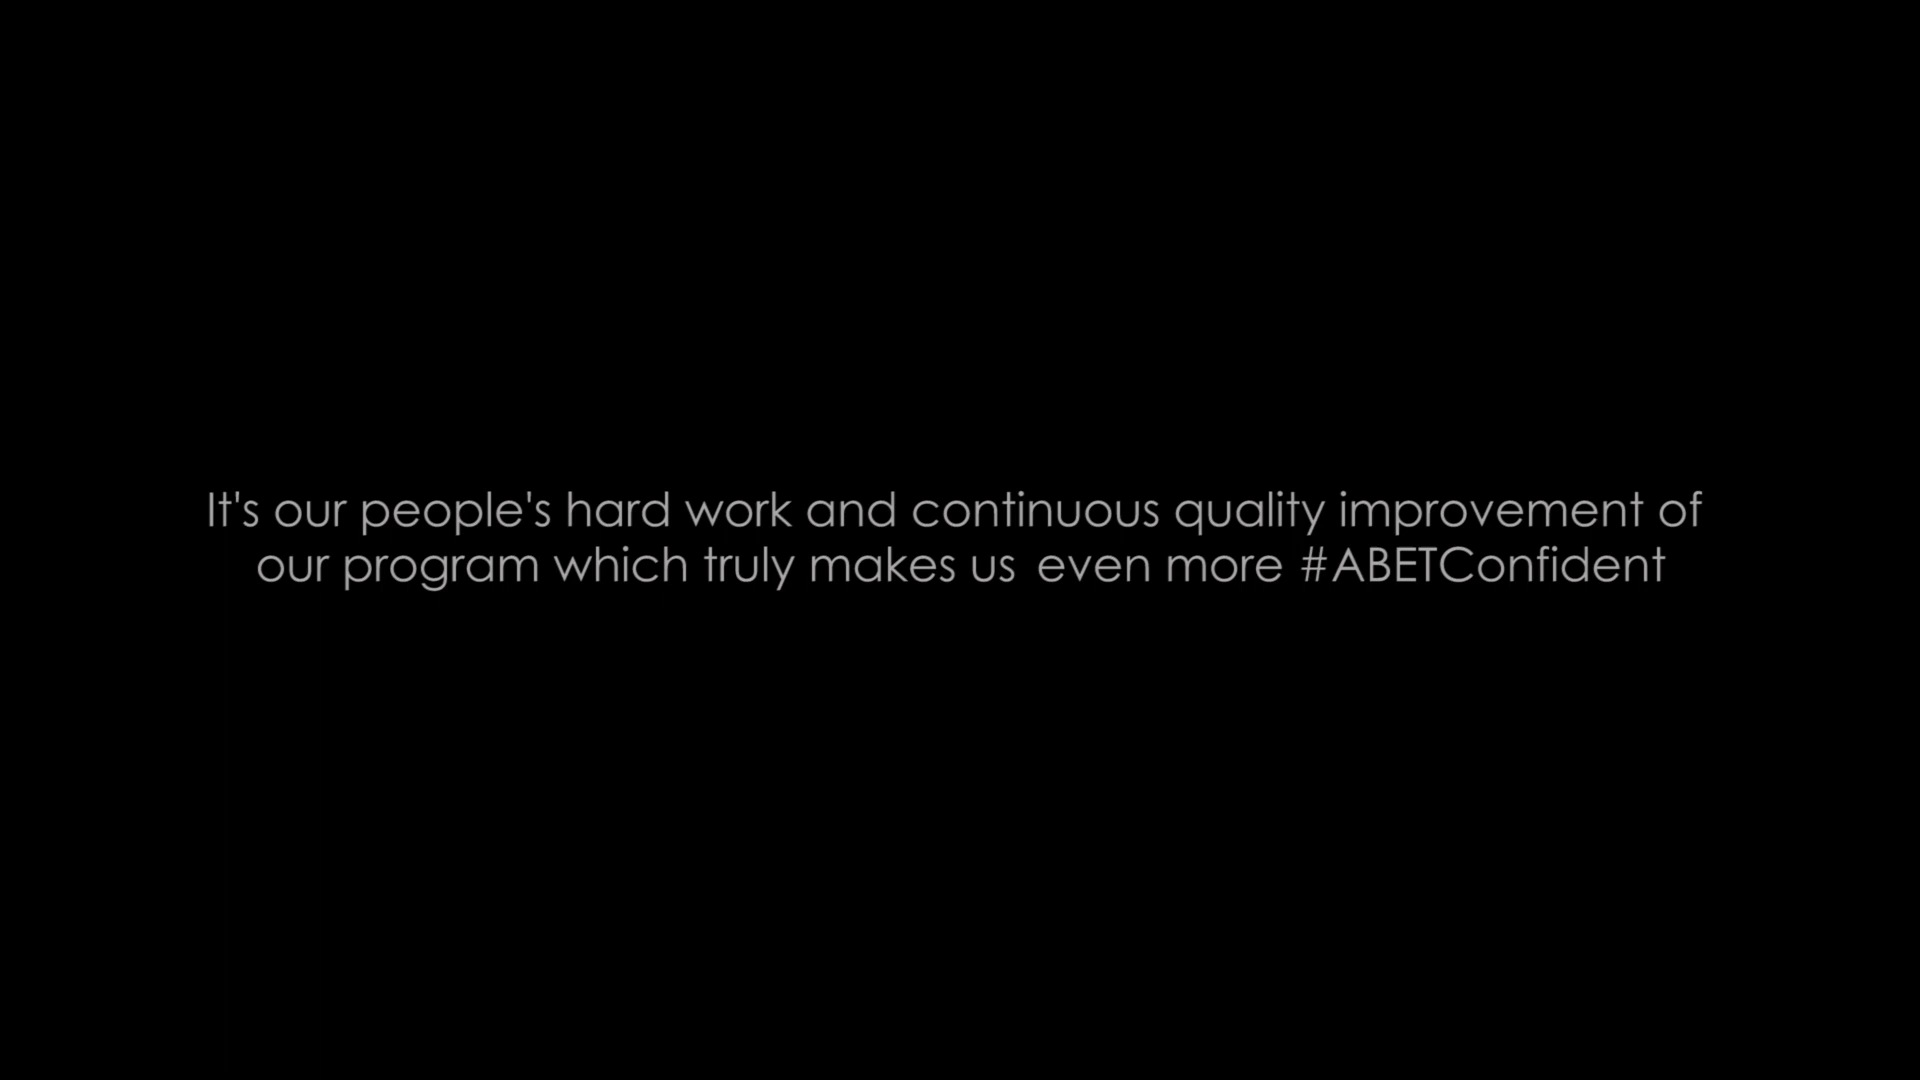 It's our people's hard work and continuous quality improvement of
our program which truly makes us even more #ABETConfident